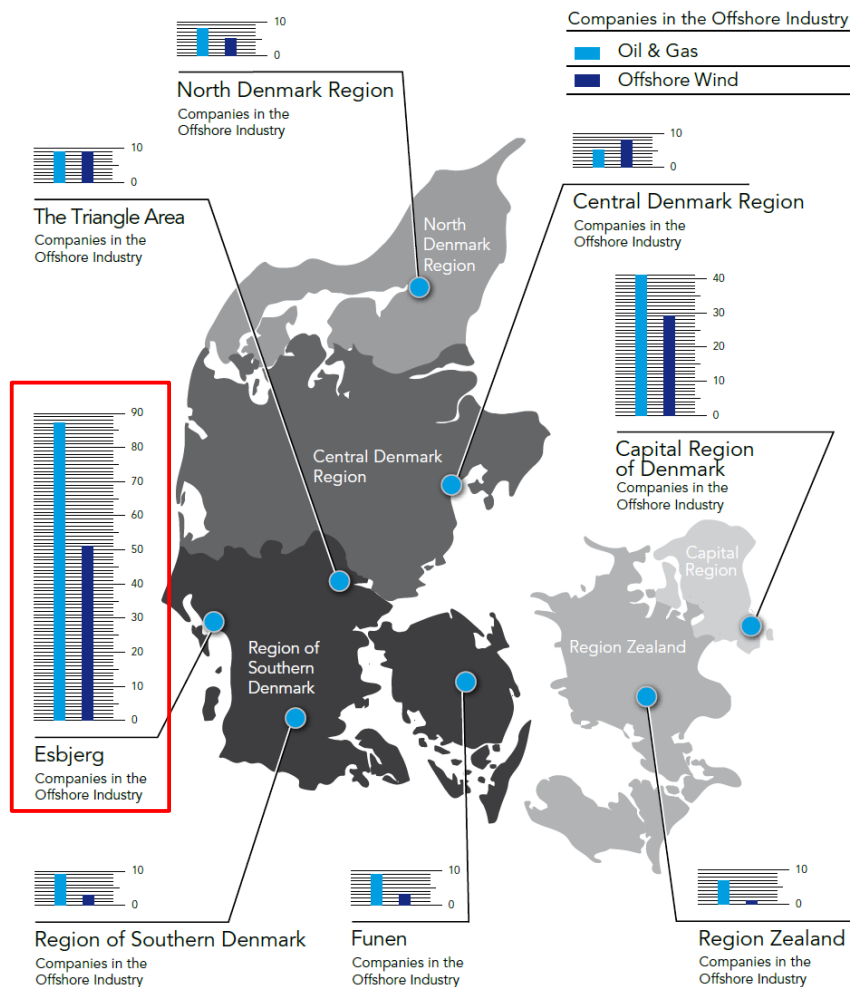 Companies in the Offshore Industry
Oil & Gas
Offshore Wind
10
0
North Denmark Region
Companies in the
Offshore Industry
10
0
The Triangle Area
Companies in the
Offshore Industry
10
0
Central Denmark Region
Companies in the
Offshore Industry
North
Denmark
Region
40
30
20
10
0
Capital Region
of Denmark
Companies in the
Offshore Industry
90
80
70
60
50
40
30
20
10
0
Esbjerg
Companies in the
Offshore Industry
Central Denmark
Region
Capital
Region
Region of
Southern
Denmark
Region Zealand
10
0
Region of Southern Denmark
Companies in the
Offshore Industry
10
0
Funen
Companies in the
Offshore Industry
10
0
Region Zealand
Companies in the
Offshore Industry